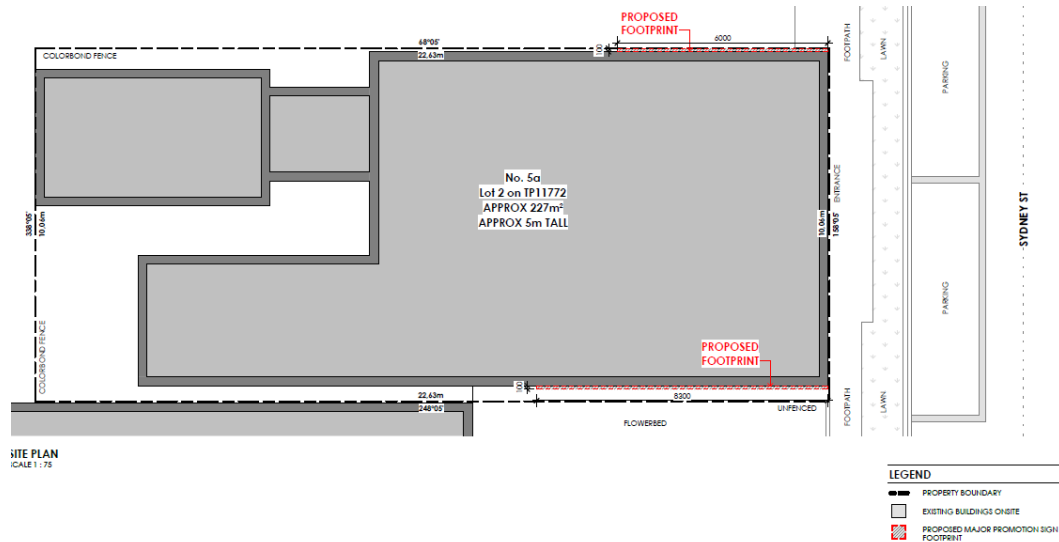 PROPOSED
FOOTPRINT
68°05'
22.63m
6000
100
COLORBOND FENCE
FOOTPATH
LAWN
PARKING
No. 5a
Lot 2 on TP11772
APPROX 227m²
APPROX 5m TALL
338°05'
10.06m
10.06m
158°05'
ENTRANCE
SYDNEY ST
PARKING
COLORBOND FENCE
PROPOSED
FOOTPRINT
100
8300
22.63m
248°05'
UNFENCED
FLOWERBED
FOOTPATH
LAWN
SITE PLAN
SCALE 1 : 75
LEGEND
PROPERTY BOUNDARY
EXISTING BUILDINGS ONSITE
PROPOSED MAJOR PROMOTION SIGN
FOOTPRINT